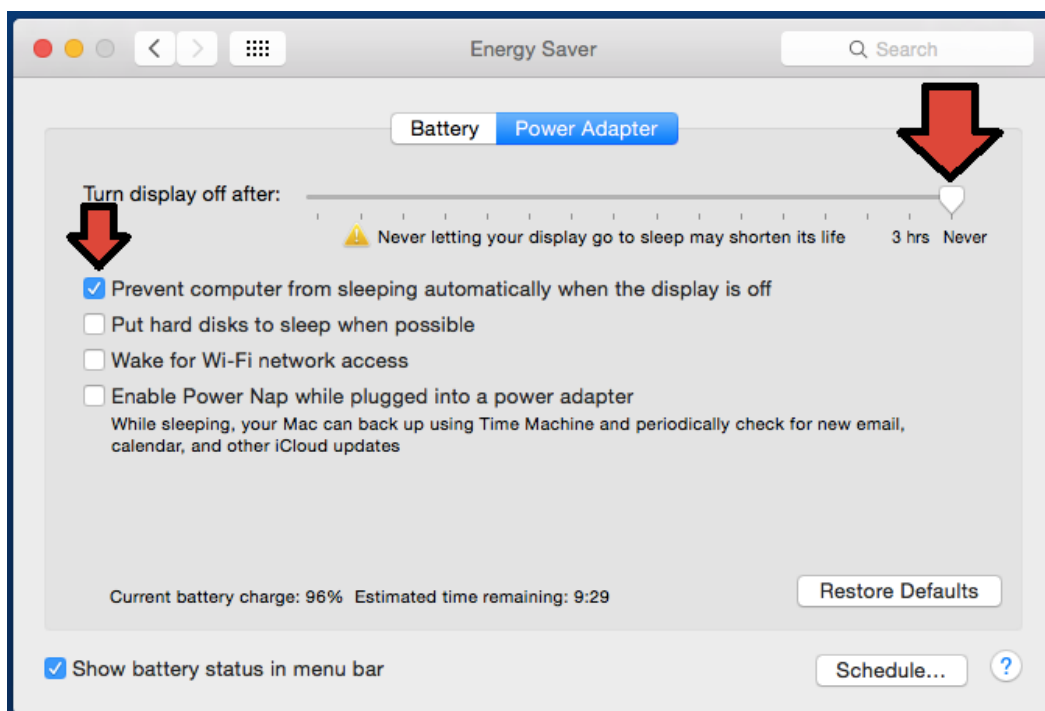 Energy Saver
Search
Battery
Power Adapter
Turn display off after:
Never letting your display go to sleep may shorten its life
3 hrs
Never
Prevent computer from sleeping automatically when the display is off
Put hard disks to sleep when possible
Wake for Wi-Fi network access
Enable Power Nap while plugged into a power adapter
While sleeping, your Mac can back up using Time Machine and periodically check for new email,
calendar, and other iCloud updates
Current battery charge: 96% Estimated time remaining: 9:29
Restore Defaults
Show battery status in menu bar
Schedule...
?